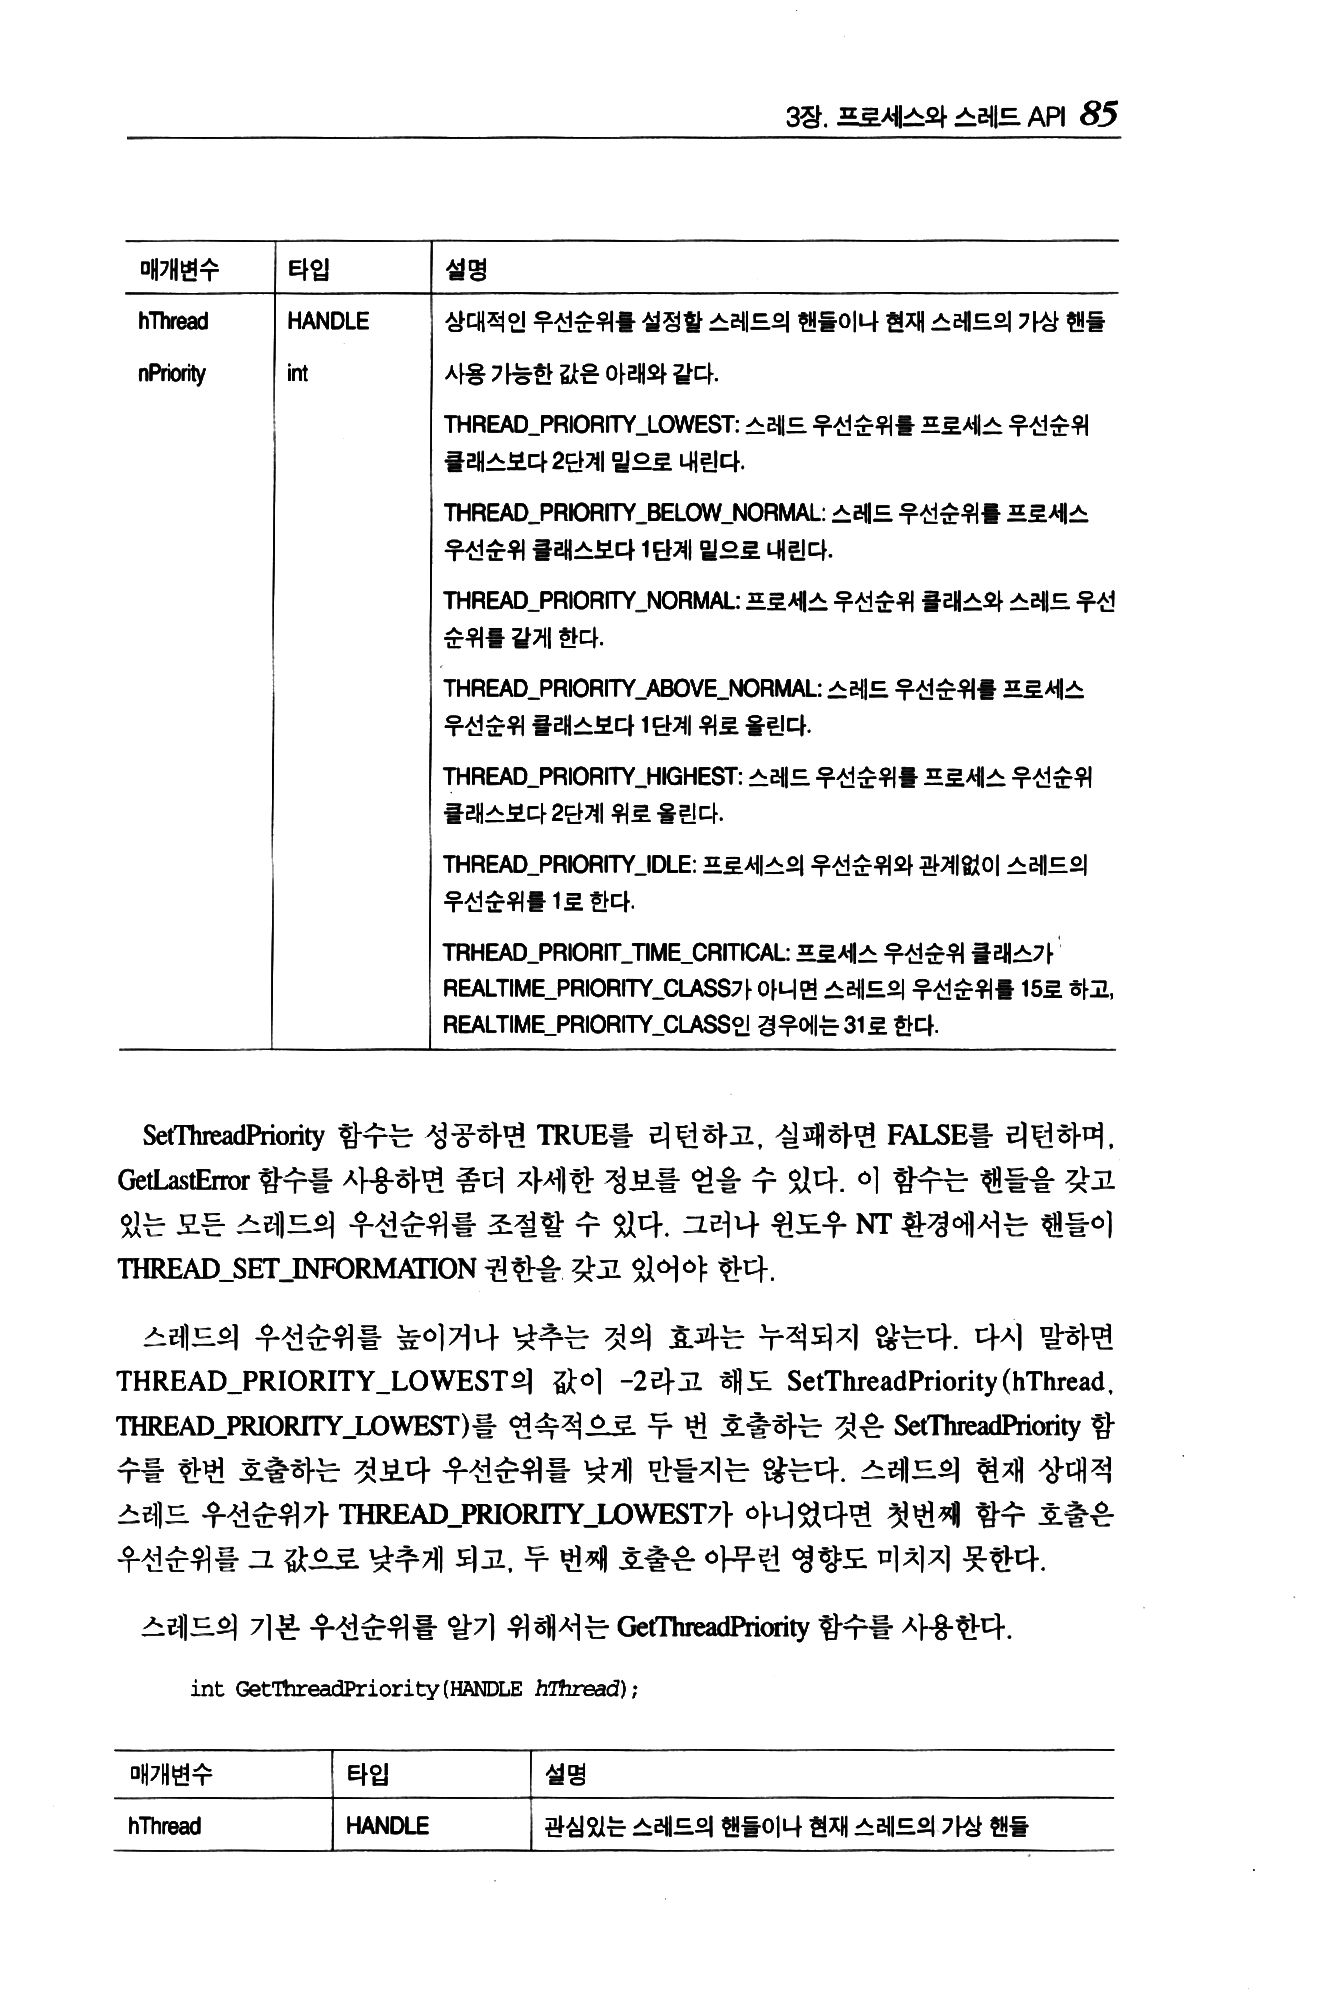 3장. 프로세스와 스레드 API 85
매개변수 타입 설명
hThread HANDLE 상대적인 우선순위를 설정할 스레드의 핸들이나 현재 스레드의 가상 핸들
nPriority int 사용 가능한 값은 아래와 같다.
THREAD_PRIORITY_LOWEST: 스레드 우선순위를 프로세스 우선순위
클래스보다 2단계 밑으로 내린다.
THREAD_PRIORITY_BELOW_NORMAL: 스레드 우선순위를 프로세스
우선순위 클래스보다 1단계 밑으로 내린다.
THREAD_PRIORITY_NORMAL: 프로세스 우선순위 클래스와 스레드 우선
순위를 같게 한다.
THREAD_PRIORITY_ABOVE_NORMAL: 스레드 우선순위를 프로세스
우선순위 클래스보다 1단계 위로 올린다.
THREAD_PRIORITY_HIGHEST: 스레드 우선순위를 프로세스 우선순위
클래스보다 2단계 위로 올린다.
THREAD_PRIORITY_IDLE: 프로세스의 우선순위와 관계없이 스레드의
우선순위를 1로 한다.
TRHEAD_PRIORIT_TIME_CRITICAL: 프로세스 우선순위 클래스가
REALTIME_PRIORITY_CLASS가 아니면 스레드의 우선순위를 15로 하고,
REALTIME_PRIORITY_CLASS인 경우에는 31로 한다.
SetThreadPriority 함수는 성공하면 TRUE를 리턴하고, 실패하면 FALSE를 리턴하며,
GetLastError 함수를 사용하면 좀더 자세한 정보를 얻을 수 있다. 이 함수는 핸들을 갖고
있는 모든 스레드의 우선순위를 조절할 수 있다. 그러나 윈도우 NT 환경에서는 핸들이
THREAD_SET_INFORMATION 권한을 갖고 있어야 한다.
스레드의 우선순위를 높이거나 낮추는 것의 효과는 누적되지 않는다. 다시 말하면
THREAD_PRIORITY_LOWEST의 값이 -2라고 해도 SetThreadPriority(hThread,
THREAD_PRIORITY_LOWEST)를 연속적으로 두 번 호출하는 것은 SetThreadPriority 함
수를 한번 호출하는 것보다 우선순위를 낮게 만들지는 않는다. 스레드의 현재 상대적
스레드 우선순위가 THREAD_PRIORITY_LOWEST가 아니었다면 첫번째 함수 호출은
우선순위를 그 값으로 낮추게 되고, 두 번째 호출은 아무런 영향도 미치지 못한다.
스레드의 기본 우선순위를 알기 위해서는 GetThreadPriority 함수를 사용한다.
int GetThreadPriority(HANDLE hThread);
매개변수 타입 설명
hThread HANDLE 관심있는 스레드의 핸들이나 현재 스레드의 가상 핸들